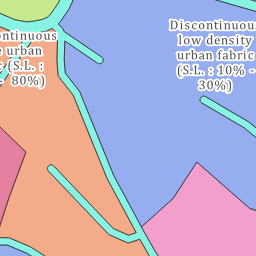 Discontinuous
low density
urban fabric
(S.L. : 10% -
30%)
ontinuous
urban
(S.L. :
- 80%)